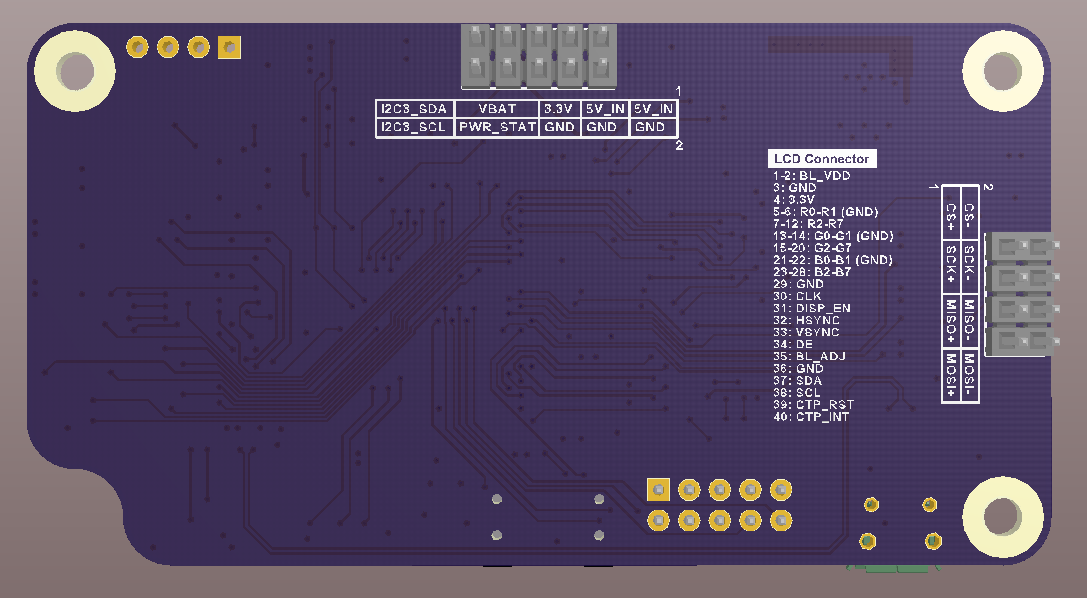 1
I2C3_SDA VBAT 3.3V 5V_IN 5V_IN
I2C3_SCL PWR_STAT GND GND GND
2
LCD Connector
1-2: BL_VDD
3: GND
4: 3.3V
5-6: R0-R1 (GND)
7-12: R2-R7
13-14: G0-G1 (GND)
15-20: G2-G7
21-22: B0-B1 (GND)
23-28: B2-B7
29: GND
30: CLK
31: DISP_EN
32: HSYNC
33: VSYNC
34: DE
35: BL_ADJ
36: GND
37: SDA
38: SCL
39: CTP_RST
40: CTP_INT
1 2
CS+ CS-
SCK+ SCK-
MISO+ MISO-
MOSI+ MOSI-